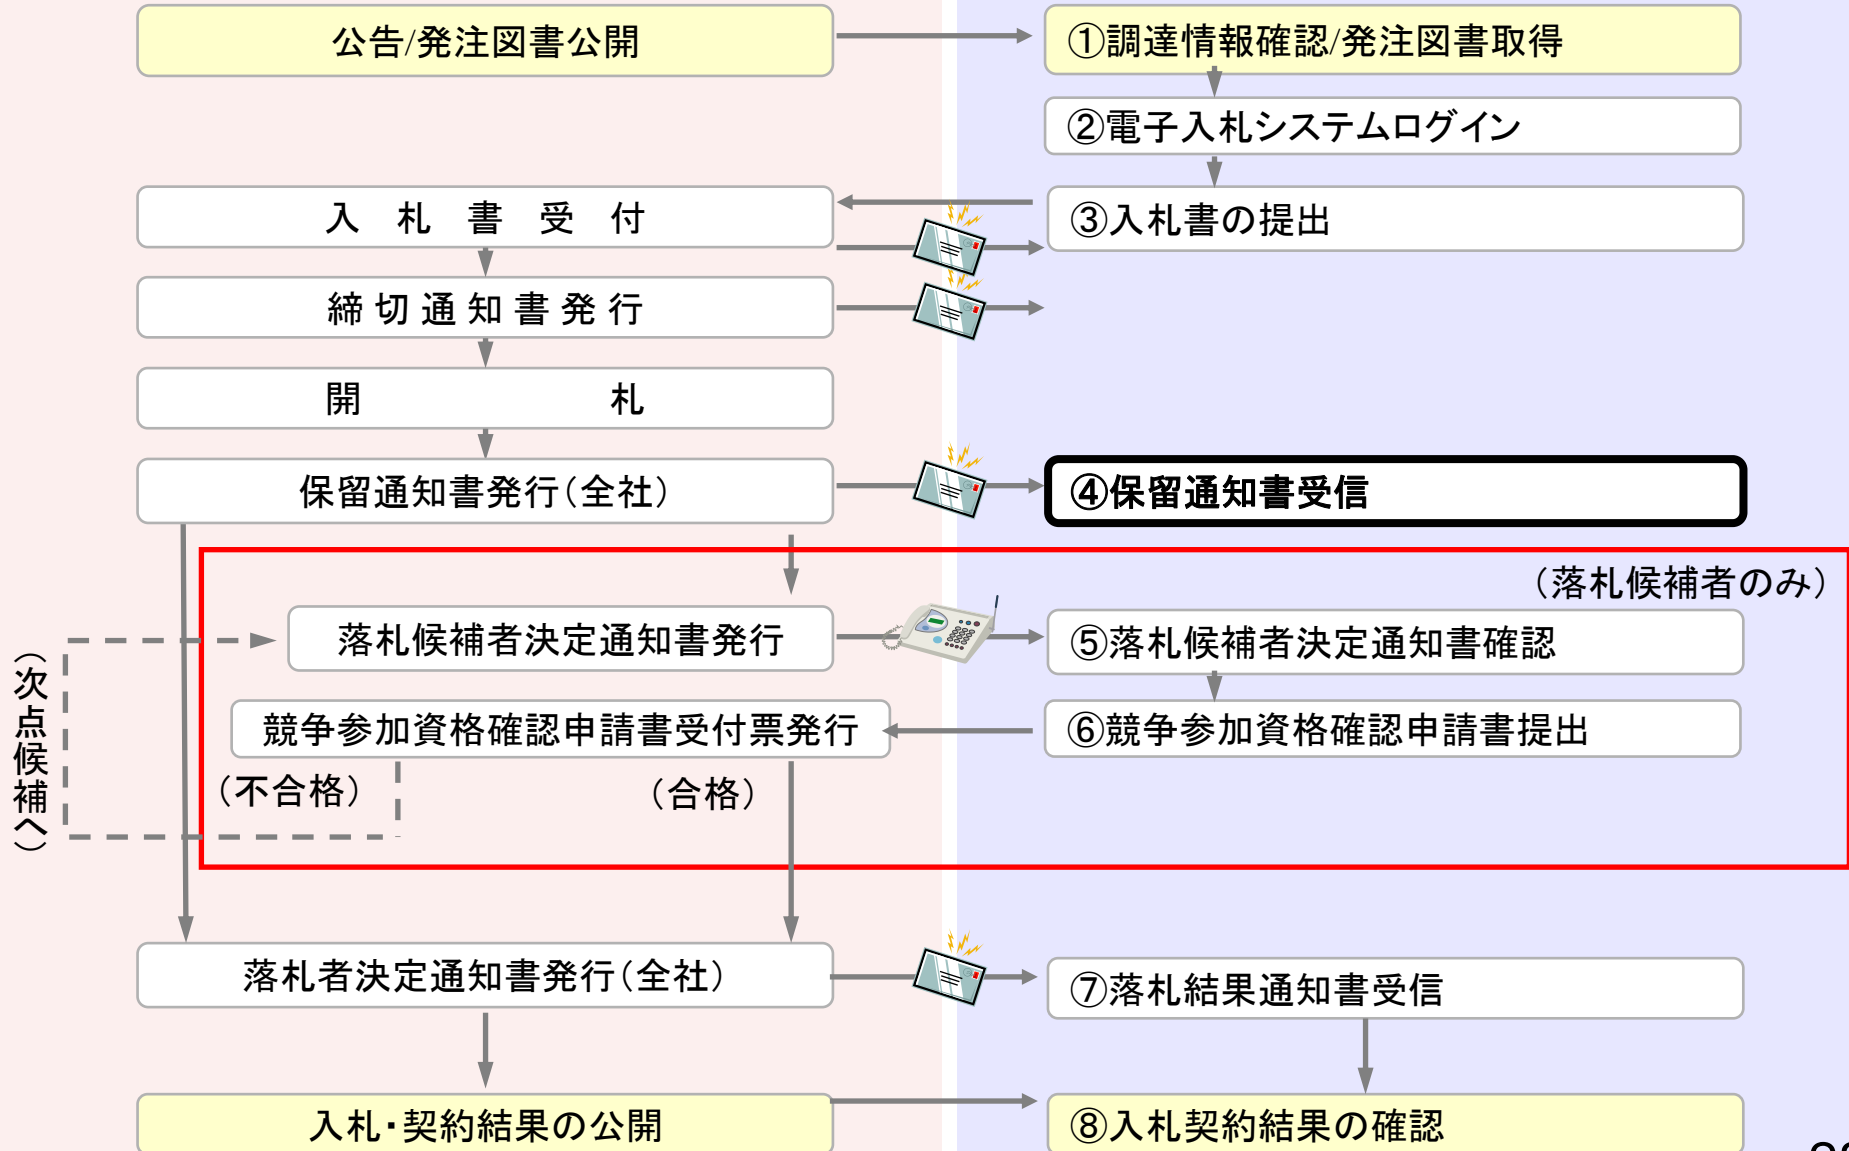 公告/発注図書公開
①調達情報確認/発注図書取得
②電子入札システムログイン
入 札 書 受 付
③入札書の提出
締切通知書発行
開 札
保留通知書発行(全社)
④保留通知書受信
(落札候補者のみ)
落札候補者決定通知書発行
⑤落札候補者決定通知書確認
(次点候補へ)
競争参加資格確認申請書受付票発行
⑥競争参加資格確認申請書提出
(不合格)
(合格)
落札者決定通知書発行(全社)
⑦落札結果通知書受信
入札・契約結果の公開
⑧入札契約結果の確認